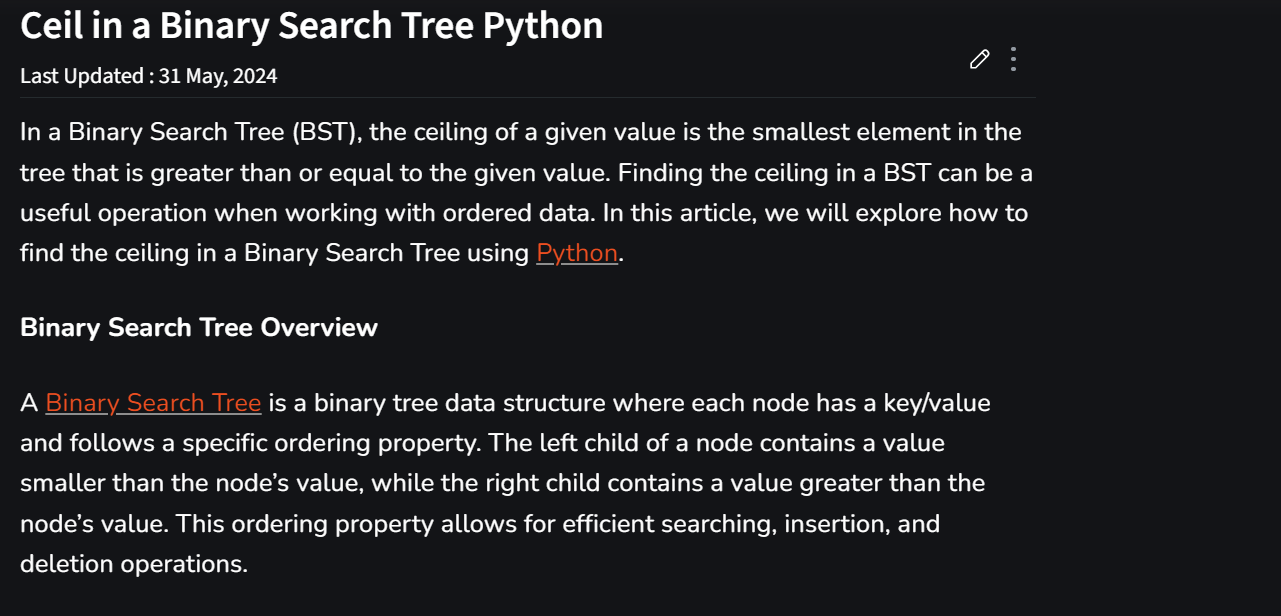 Ceil in a Binary Search Tree Python
Last Updated : 31 May, 2024
In a Binary Search Tree (BST), the ceiling of a given value is the smallest element in the
tree that is greater than or equal to the given value. Finding the ceiling in a BST can be a
useful operation when working with ordered data. In this article, we will explore how to
find the ceiling in a Binary Search Tree using Python.
Binary Search Tree Overview
A Binary Search Tree is a binary tree data structure where each node has a key/value
and follows a specific ordering property. The left child of a node contains a value
smaller than the node’s value, while the right child contains a value greater than the
node’s value. This ordering property allows for efficient searching, insertion, and
deletion operations.